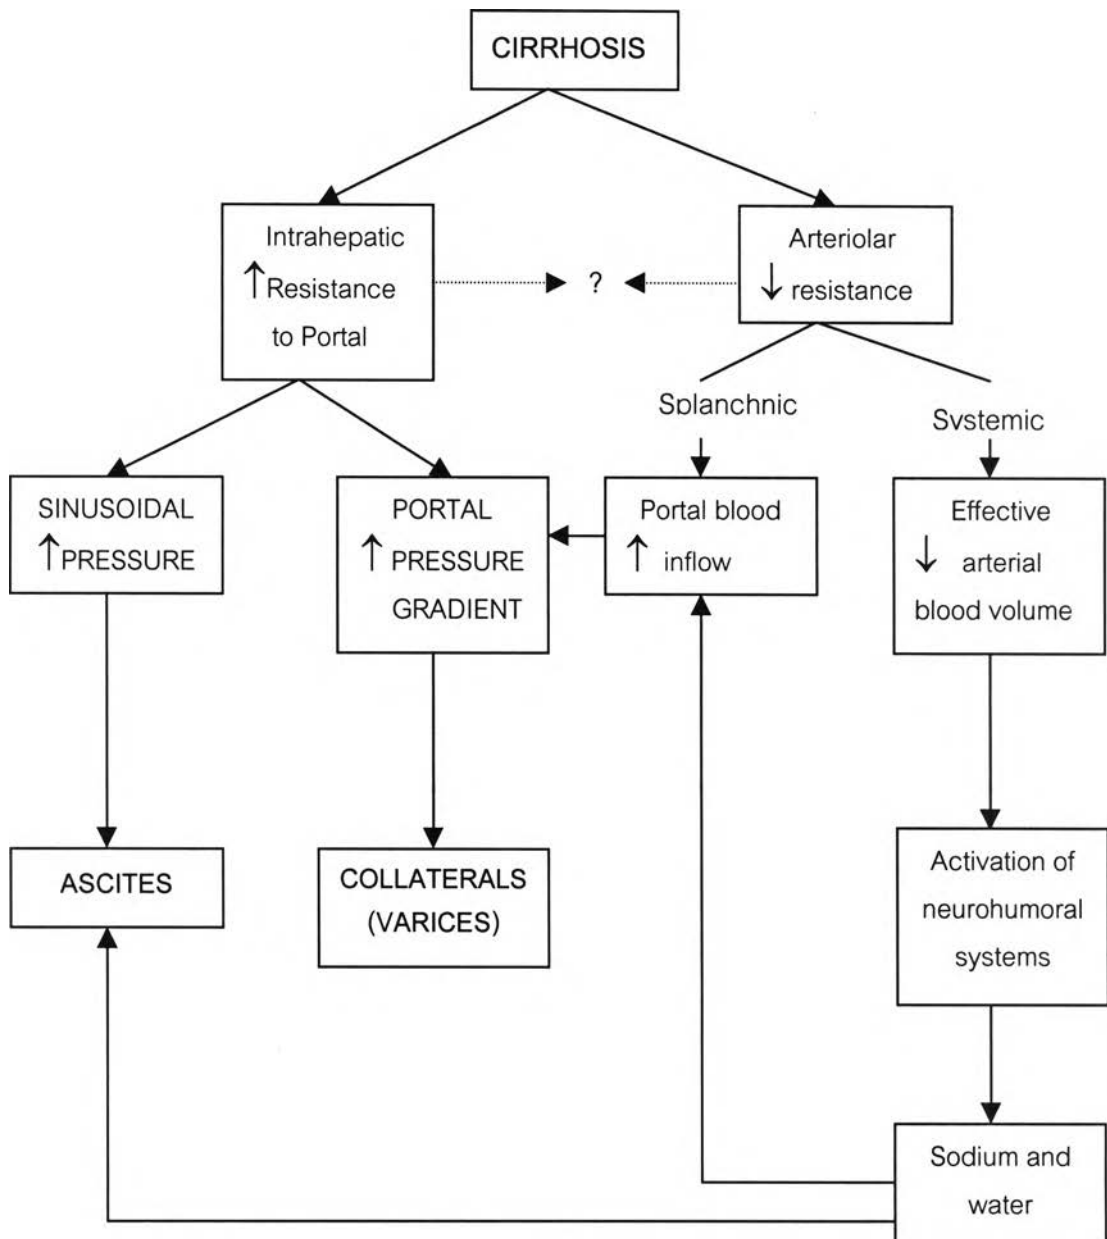 CIRRHOSIS
Intrahepatic
↑Resistance
to Portal
?
Arteriolar
↓ resistance
Splanchnic
Systemic
SINUSOIDAL
↑PRESSURE
PORTAL
↑ PRESSURE
GRADIENT
Portal blood
↑ inflow
Effective
↓ arterial
blood volume
ASCITES
COLLATERALS
(VARICES)
Activation of
neurohumoral
systems
Sodium and
water